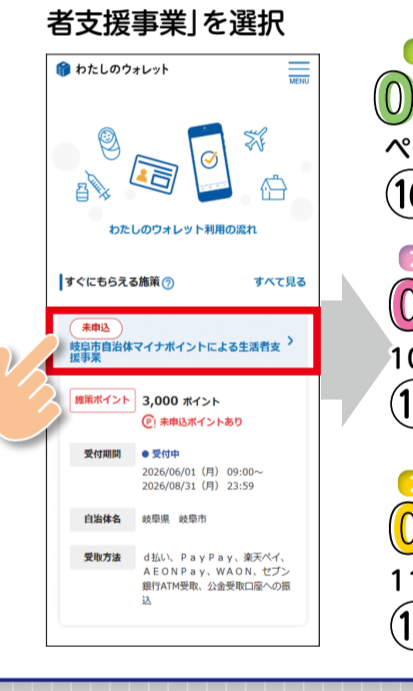 者支援事業」を選択
わたしのウォレット
MENU
わたしのウォレット利用の流れ
すぐにもらえる施策?
すべて見る
未申込
岐阜市自治体マイナポイントによる生活者支
援事業
施策ポイント
3,000 ポイント
P! 未申込ポイントあり
受付期間
受付中
2026/06/01(月) 09:00~
2026/08/31(月) 23:59
自治体名
岐阜県 岐阜市
受取方法
d払い、PayPay、楽天ペイ、
AEONPay、WAON、セブン
銀行ATM受取、公金受取口座への振
込
0
ペ
10
11